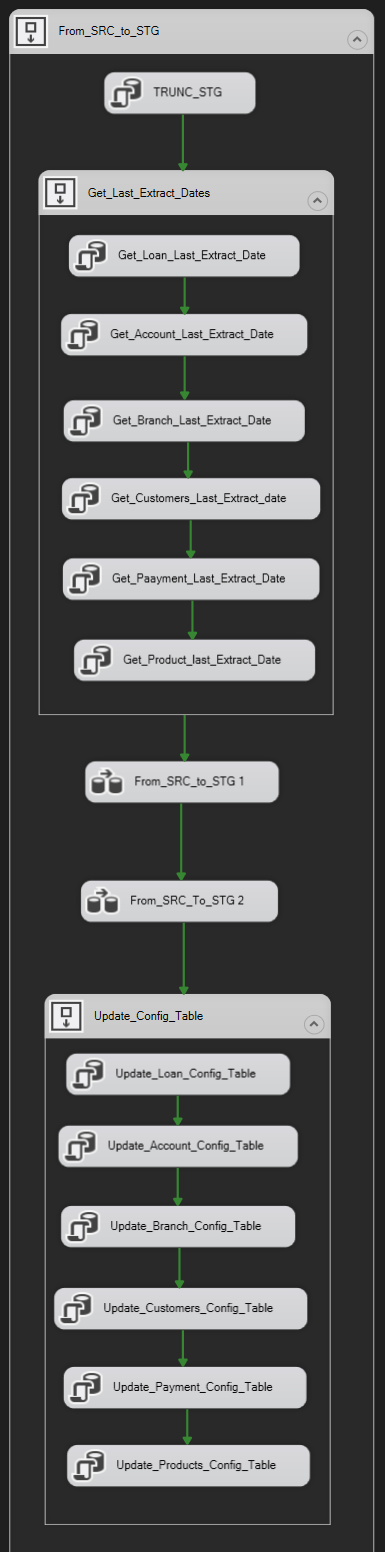 From_SRC_to_STG
TRUNC_STG
Get_Last_Extract_Dates
Get_Loan_Last_Extract_Date
Get_Account_Last_Extract_Date
Get_Branch_Last_Extract_Date
Get_Customers_Last_Extract_date
Get_Paayment_Last_Extract_Date
Get_Product_last_Extract_Date
From_SRC_to_STG 1
From_SRC_To_STG 2
Update_Config_Table
Update_Loan_Config_Table
Update_Account_Config_Table
Update_Branch_Config_Table
Update_Customers_Config_Table
Update_Payment_Config_Table
Update_Products_Config_Table